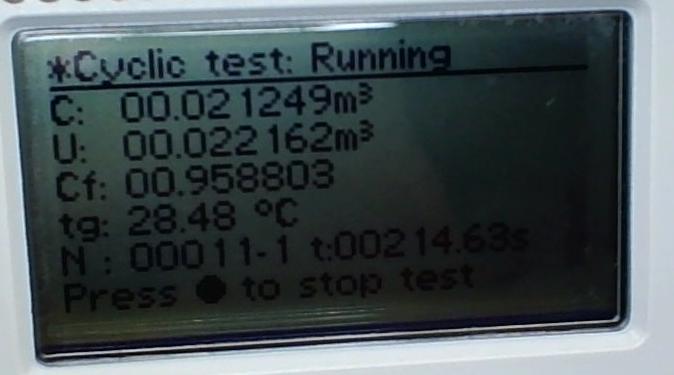 *Cyclic test: Running
C: 00.021249m³
U: 00.022162m³
Cf: 00.958803
tg: 28.48 °C
N : 00011-1 t:00214.63s
Press ● to stop test